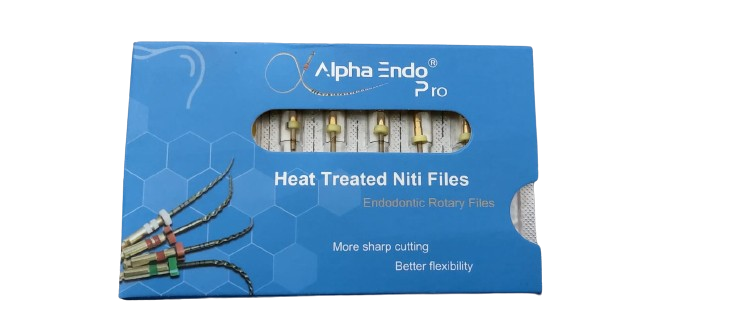 Alpha Endo®
Pro
Heat Treated Niti Files
Endodontic Rotary Files
More sharp cutting
Better flexibility